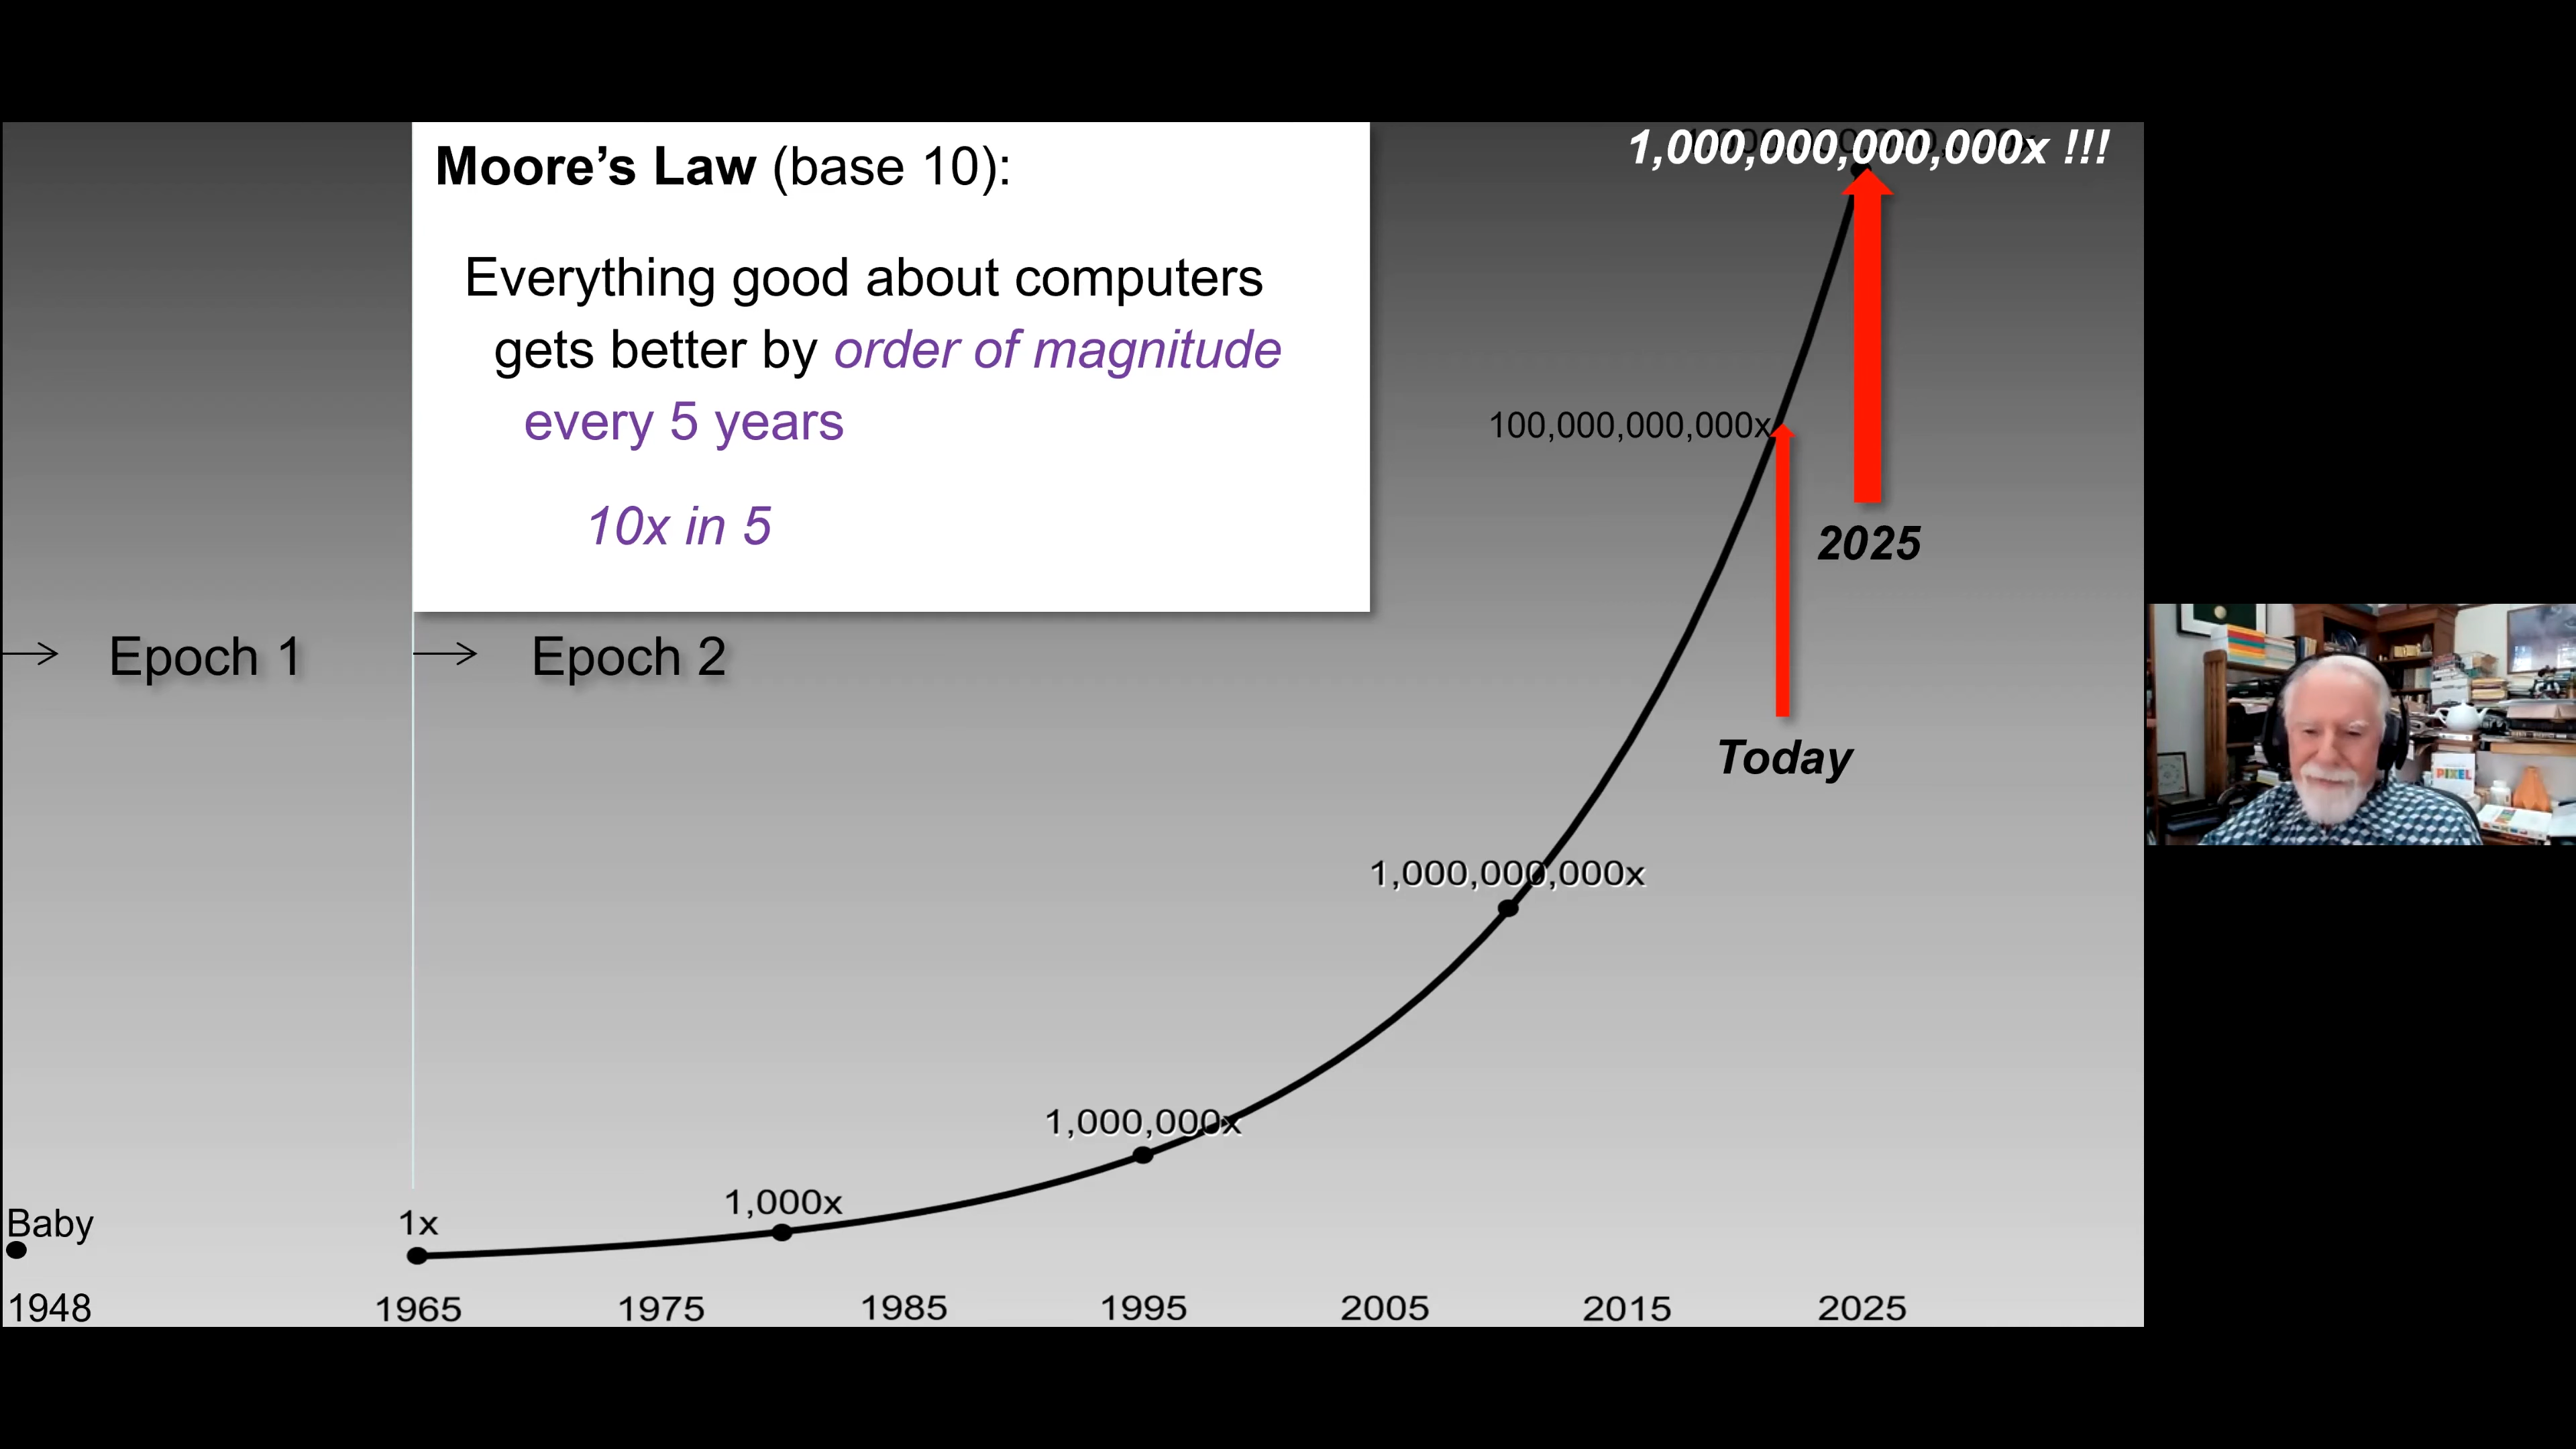 Moore's Law (base 10):
Everything good about computers
gets better by order of magnitude
every 5 years
10x in 5
1,000,000,000,000x !!!
100,000,000,000x
2025
Today
Epoch 1
Epoch 2
1,000,000,000x
1,000,000x
1,000x
1x
Baby
1948
1965
1975
1985
1995
2005
2015
2025
PIXEL